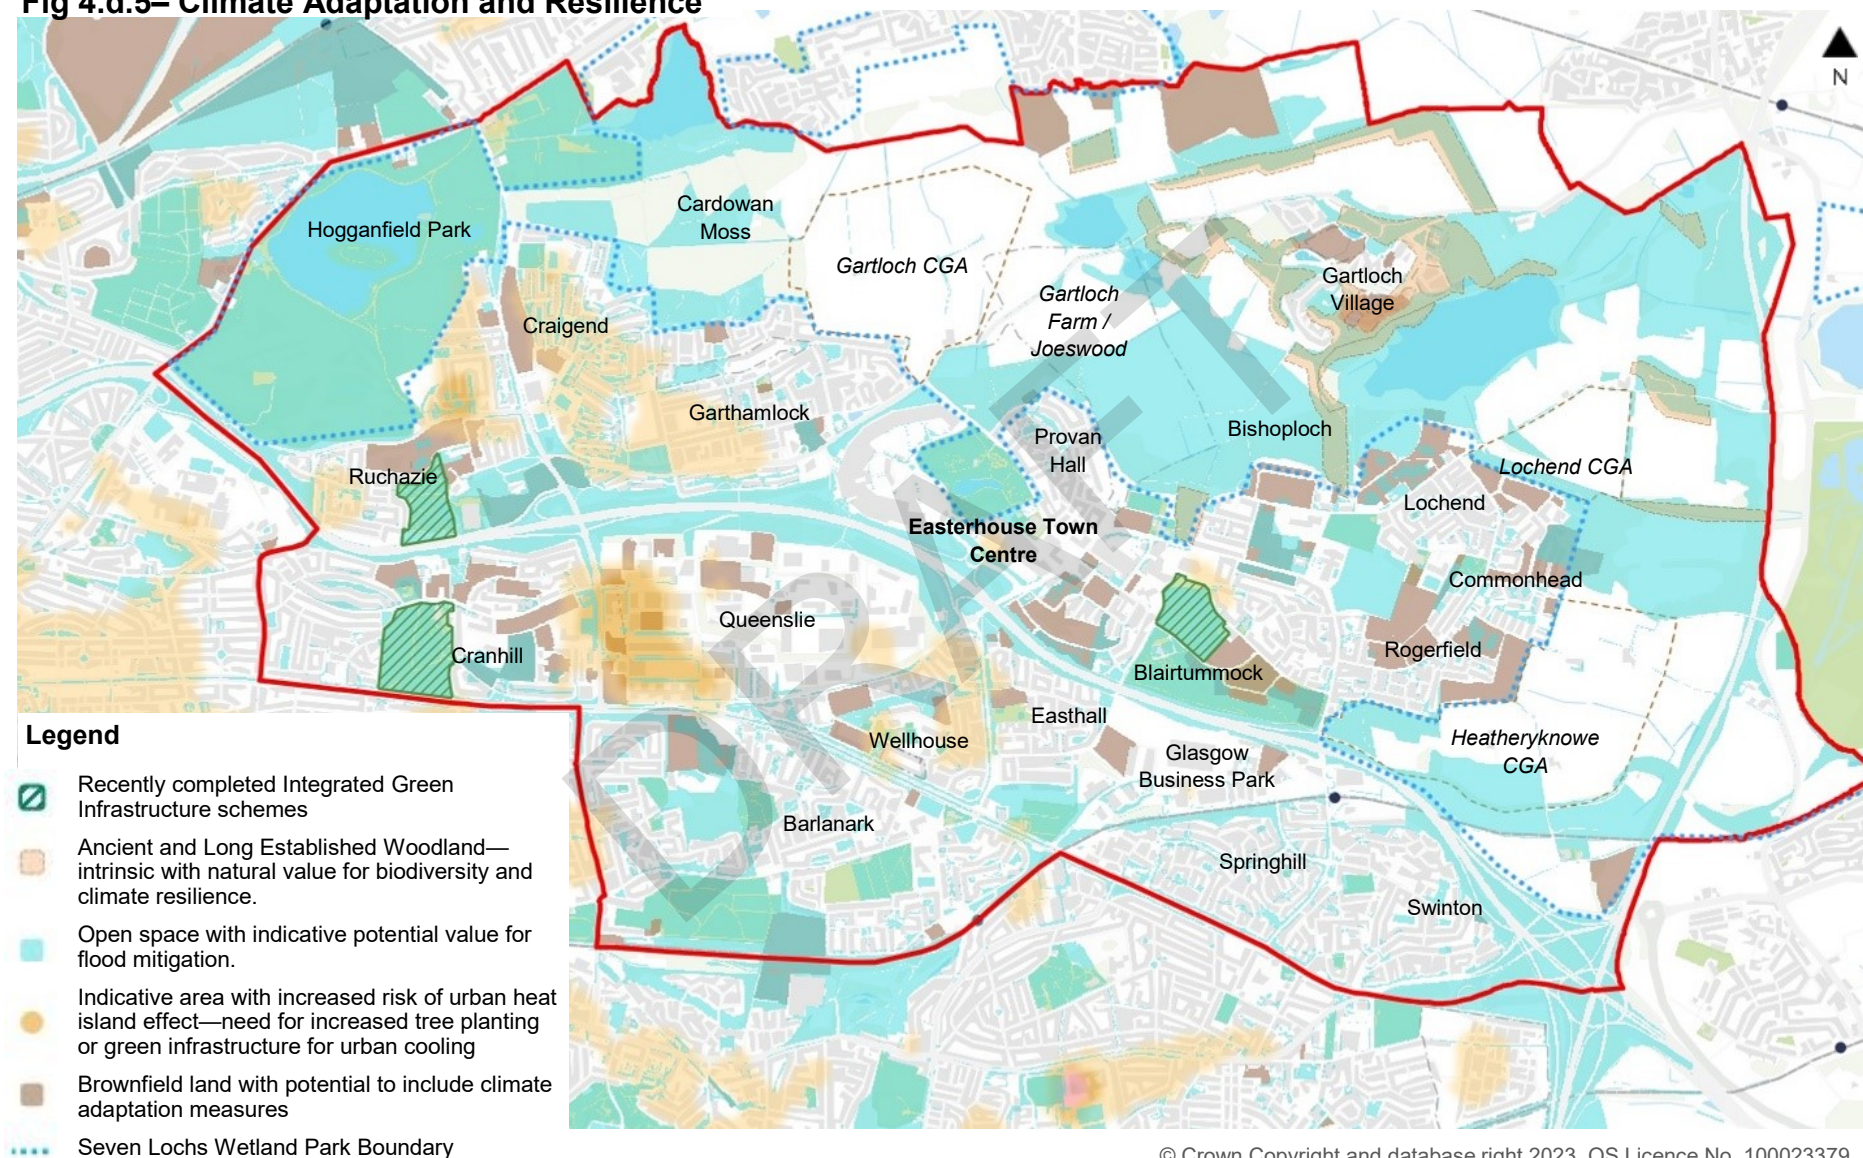 Fig 4.d.5– Climate Adaptation and Resilience
N
Hogganfield Park
Cardowan
Moss
Gartloch CGA
Gartloch
Farm /
Joeswood
Gartloch
Village
Craigend
Garthamlock
Provan
Hall
Bishoploch
Lochend CGA
Ruchazie
Lochend
Easterhouse Town
Centre
Commonhead
Queenslie
Cranhill
Rogerfield
Blairtummock
Easthall
Wellhouse
Glasgow
Business Park
Heatheryknowe
CGA
Barlanark
Springhill
Swinton
DRAFT
Legend
Recently completed Integrated Green
Infrastructure schemes
Ancient and Long Established Woodland—
intrinsic with natural value for biodiversity and
climate resilience.
Open space with indicative potential value for
flood mitigation.
Indicative area with increased risk of urban heat
island effect—need for increased tree planting
or green infrastructure for urban cooling
Brownfield land with potential to include climate
adaptation measures
Seven Lochs Wetland Park Boundary
© Crown Copyright and database right 2023. OS Licence No. 100023379